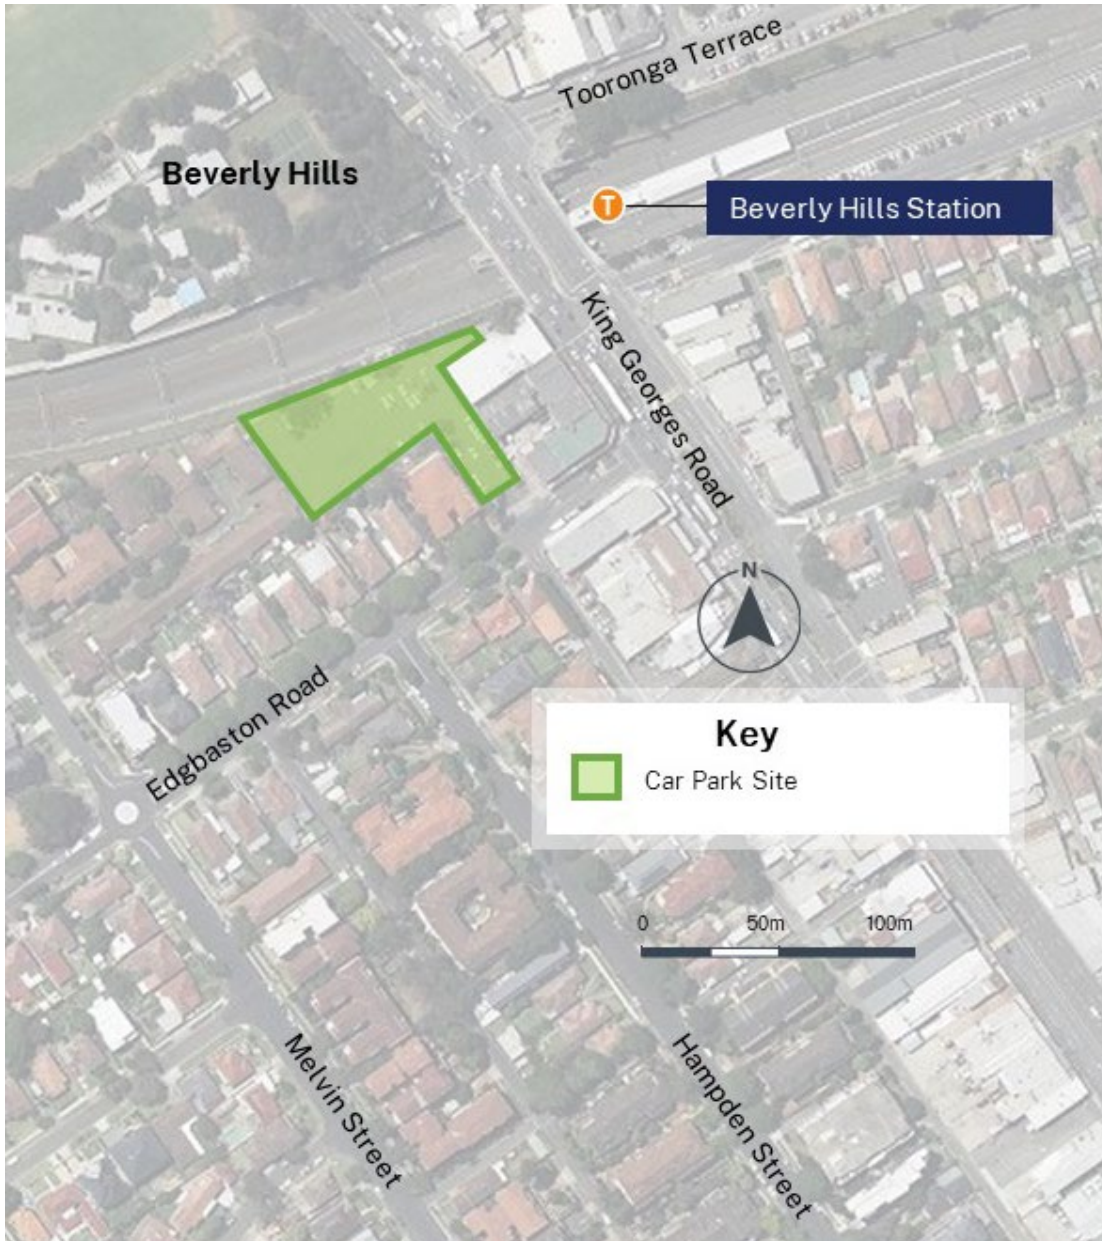 Tooronga Terrace
Beverly Hills
T
Beverly Hills Station
King Georges Road
N
Edgbaston Road
Key
Car Park Site
0 50m 100m
Melvin Street
Hampden Street